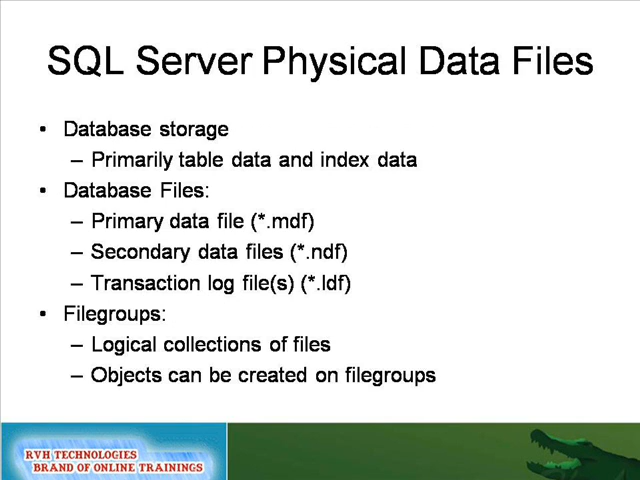 SQL Server Physical Data Files
• Database storage
– Primarily table data and index data
• Database Files:
– Primary data file (*.mdf)
– Secondary data files (*.ndf)
– Transaction log file(s) (*.ldf)
• Filegroups:
– Logical collections of files
– Objects can be created on filegroups
RVH TECHNOLOGIES
BRAND OF ONLINE TRAININGS